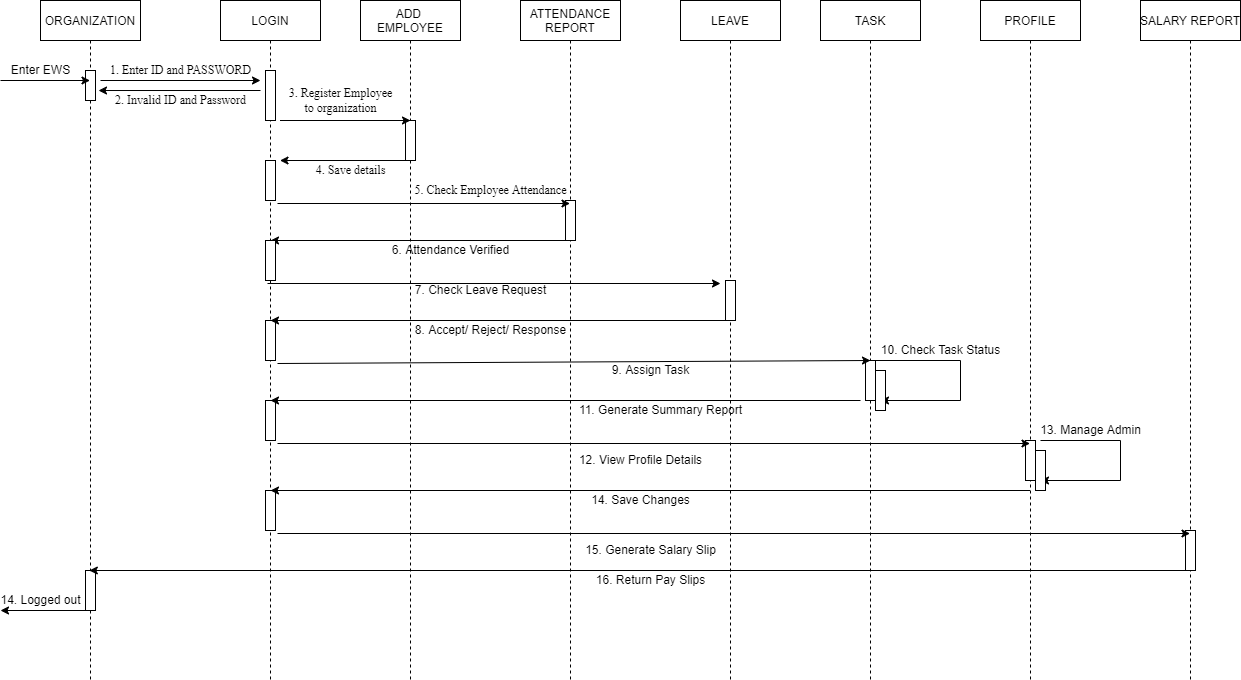 ORGANIZATION
LOGIN
ADD
EMPLOYEE
ATTENDANCE
REPORT
LEAVE
TASK
PROFILE
SALARY REPORT
Enter EWS
1. Enter ID and PASSWORD
2. Invalid ID and Password
3. Register Employee
to organization
4. Save details
5. Check Employee Attendance
6. Attendance Verified
7. Check Leave Request
8. Accept/ Reject/ Response
10. Check Task Status
9. Assign Task
11. Generate Summary Report
13. Manage Admin
12. View Profile Details
14. Save Changes
15. Generate Salary Slip
16. Return Pay Slips
14. Logged out